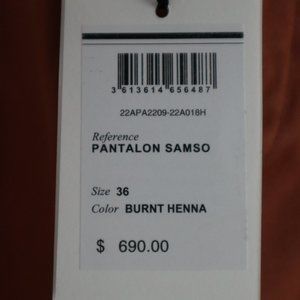 3 613614 656487
22APA2209-22A018H
Reference
PANTALON SAMSO
Size 36
Color BURNT HENNA
$ 690.00